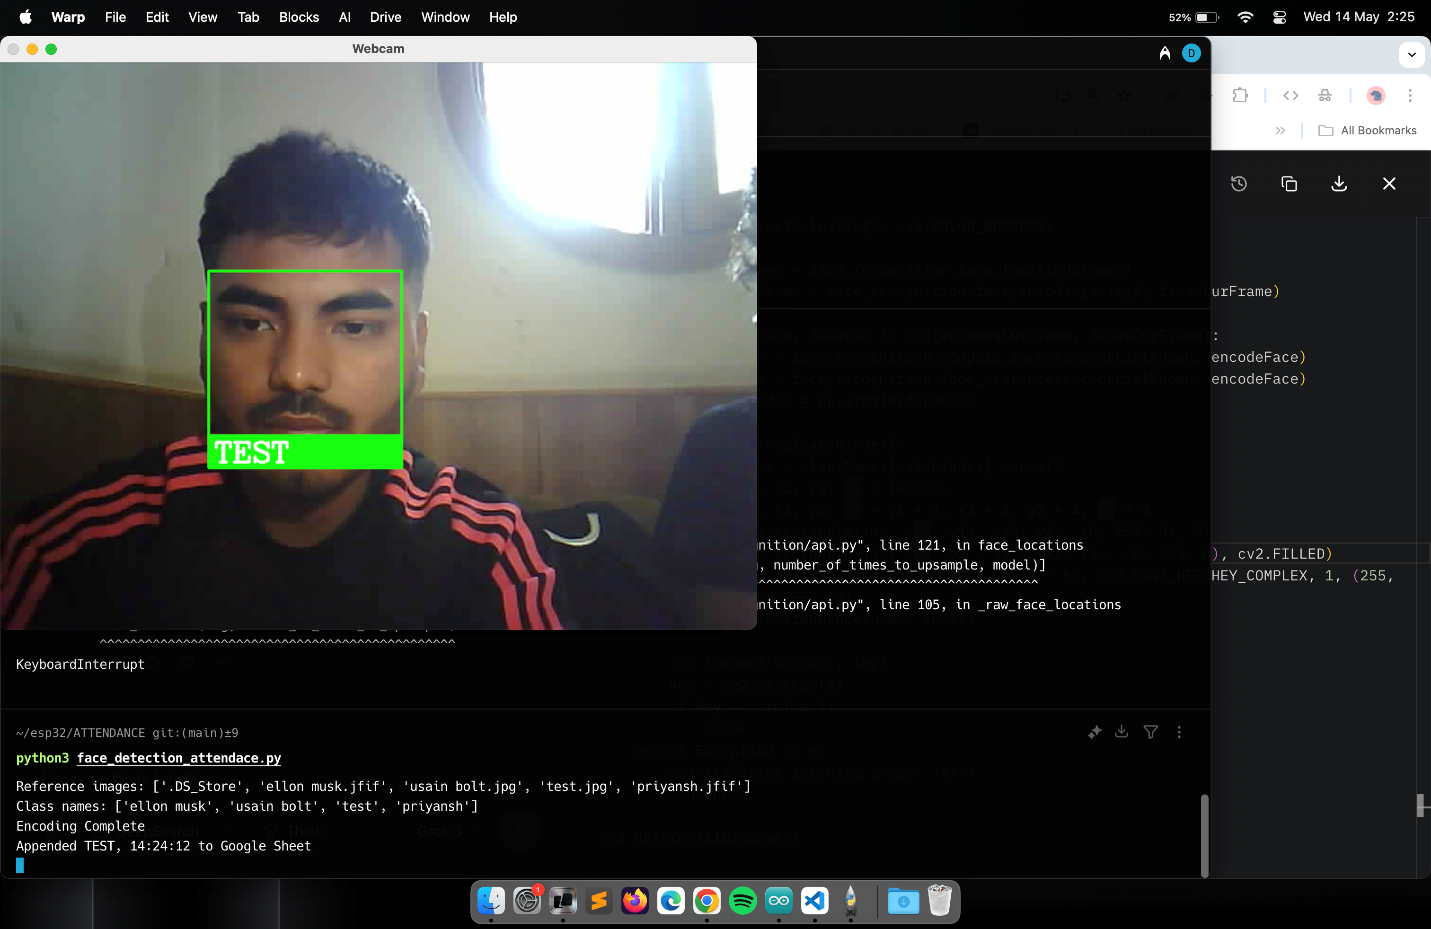 Warp File Edit View Tab Blocks AI Drive Window Help
52% Wed 14 May 2:25
Webcam
D
All Bookmarks
TEST
urFrame)
:
encodeFace)
encodeFace)
), cv2.FILLED)
HEY_COMPLEX, 1, (255,
nition/api.py", line 121, in face_locations
, number_of_times_to_upsample, model)]
^^^^^^^^^^^^^^^^^^^^^^^^^^^^^^^^^^^^^
nition/api.py", line 105, in _raw_face_locations
^^^^^^^^^^^^^^^^^^^^^^^^^^^^^^^^^^^^^^^^^^^^^^^
KeyboardInterrupt
~/esp32/ATTENDANCE git:(main)±9
python3 face_detection_attendace.py
Reference images: ['.DS_Store', 'ellon musk.jfif', 'usain bolt.jpg', 'test.jpg', 'priyansh.jfif']
Class names: ['ellon musk', 'usain bolt', 'test', 'priyansh']
Encoding Complete
Appended TEST, 14:24:12 to Google Sheet
1